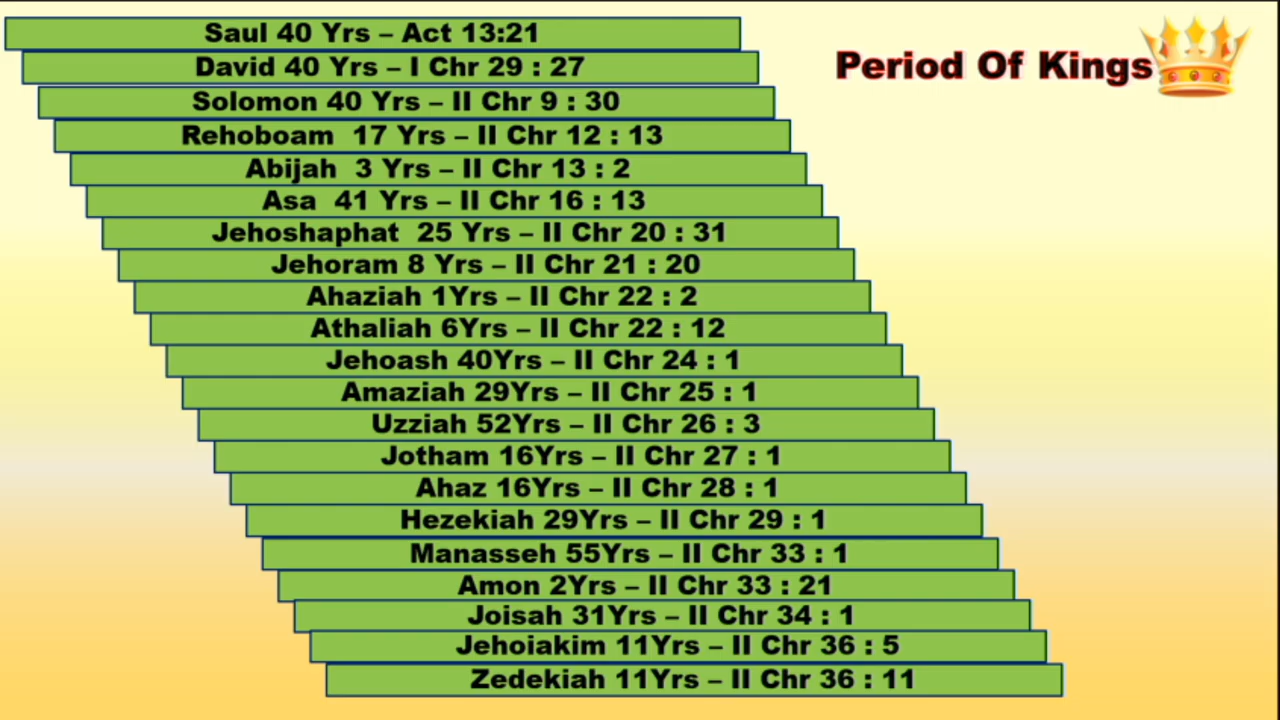 Period Of Kings
Saul 40 Yrs – Act 13:21
David 40 Yrs – I Chr 29 : 27
Solomon 40 Yrs – II Chr 9 : 30
Rehoboam  17 Yrs – II Chr 12 : 13
Abijah  3 Yrs – II Chr 13 : 2
Asa  41 Yrs – II Chr 16 : 13
Jehoshaphat  25 Yrs – II Chr 20 : 31
Jehoram 8 Yrs – II Chr 21 : 20
Ahaziah 1Yrs – II Chr 22 : 2
Athaliah 6Yrs – II Chr 22 : 12
Jehoash 40Yrs – II Chr 24 : 1
Amaziah 29Yrs – II Chr 25 : 1
Uzziah 52Yrs – II Chr 26 : 3
Jotham 16Yrs – II Chr 27 : 1
Ahaz 16Yrs – II Chr 28 : 1
Hezekiah 29Yrs – II Chr 29 : 1
Manasseh 55Yrs – II Chr 33 : 1
Amon 2Yrs – II Chr 33 : 21
Joisah 31Yrs – II Chr 34 : 1
Jehoiakim 11Yrs – II Chr 36 : 5
Zedekiah 11Yrs – II Chr 36 : 11